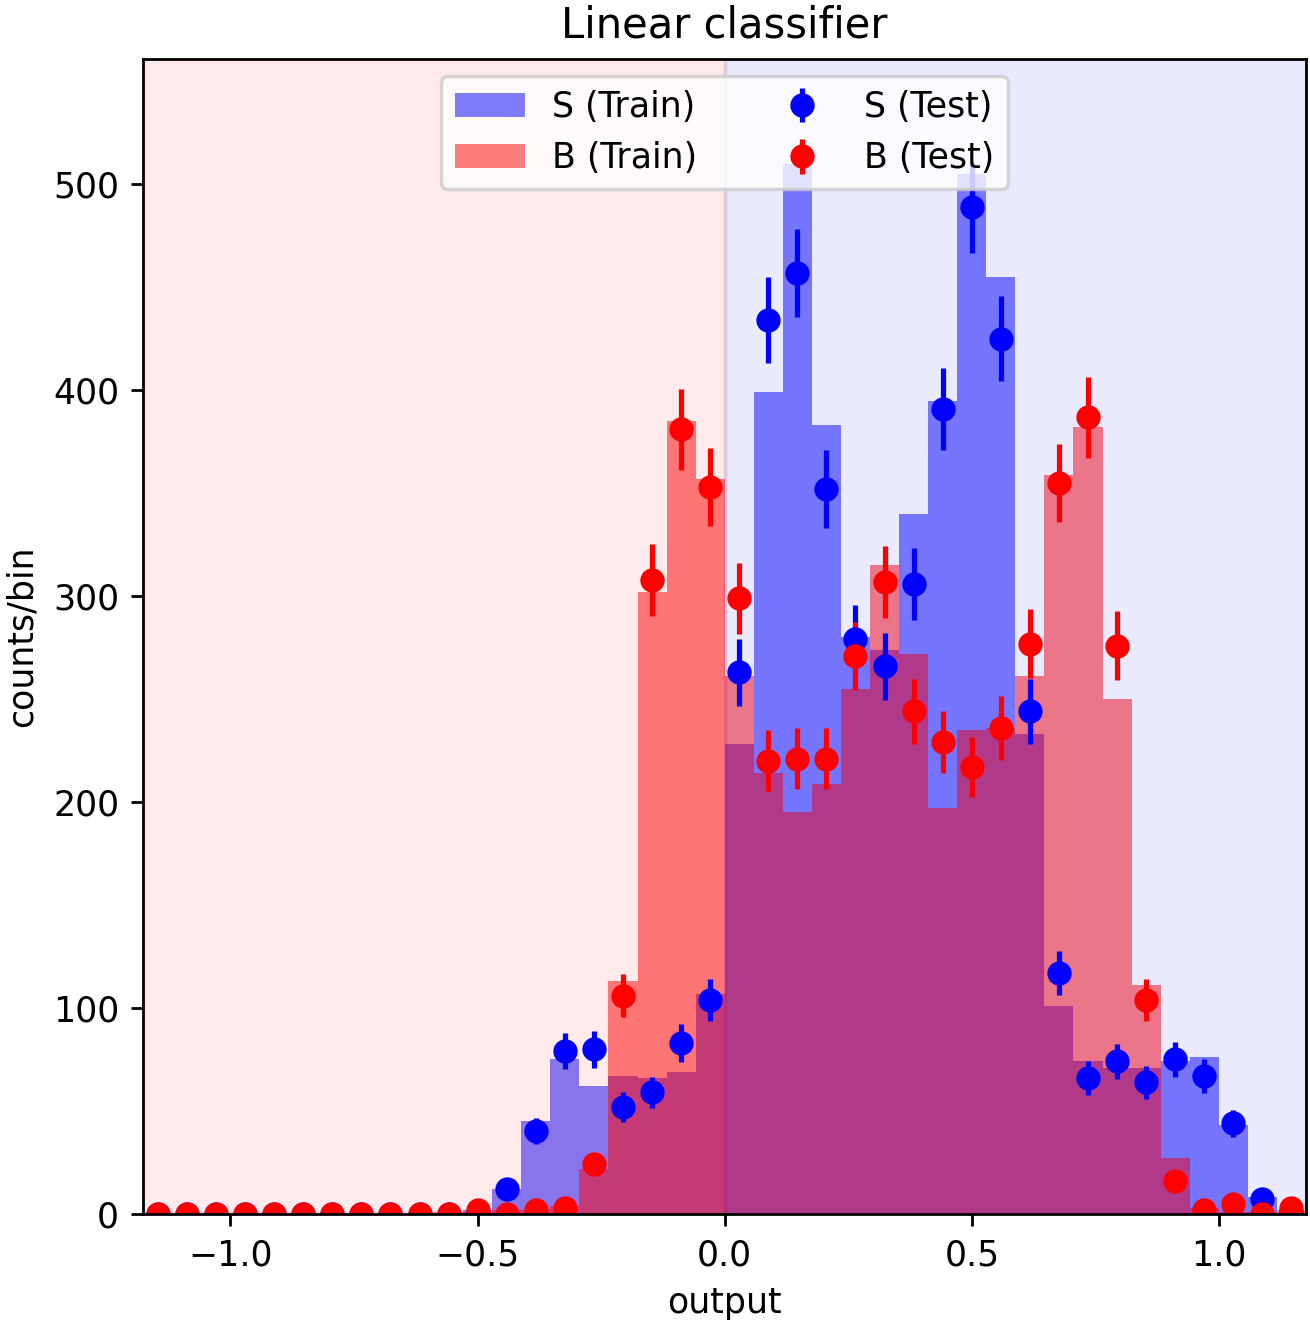 Linear classifier
S (Train)
S (Test)
B (Train)
B (Test)
500
400
300
200
100
0
counts/bin
−1.0
−0.5
0.0
0.5
1.0
output